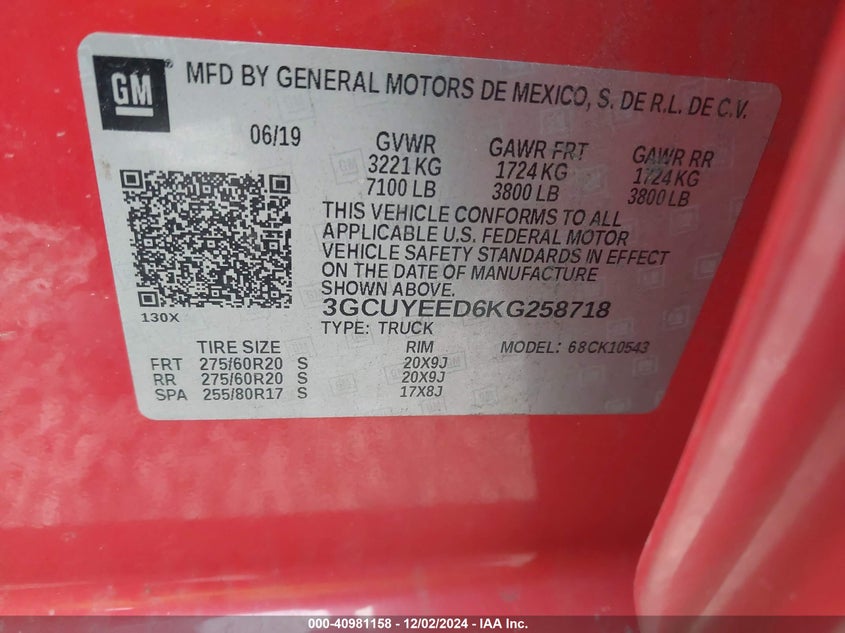 GM
®
MFD BY GENERAL MOTORS DE MEXICO, S. DE R.L. DE C.V.
06/19 GVWR GAWR FRT GAWR RR
3221 KG 1724 KG 1724 KG
7100 LB 3800 LB 3800 LB
THIS VEHICLE CONFORMS TO ALL
APPLICABLE U.S. FEDERAL MOTOR
VEHICLE SAFETY STANDARDS IN EFFECT
ON THE DATE OF MANUFACTURE
SHOWN ABOVE.
130X
3GCUYEED6KG258718
TYPE: TRUCK MODEL: 68CK10543
TIRE SIZE RIM
FRT 275/60R20 S 20X9J
RR 275/60R20 S 20X9J
SPA 255/80R17 S 17X8J
000-40981158 - 12/02/2024 - IAA Inc.